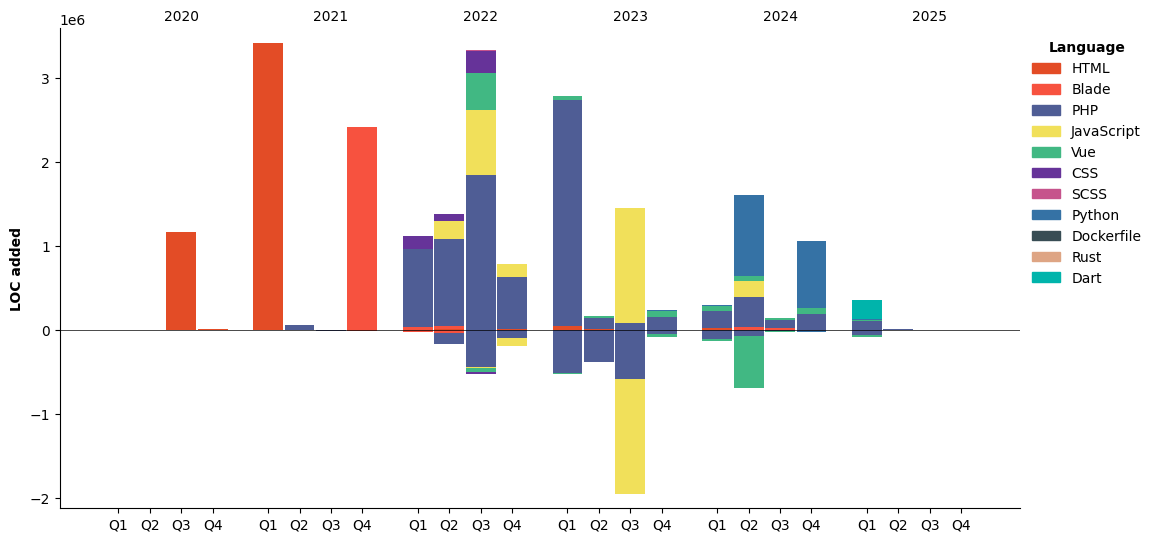 1e6
2020 2021 2022 2023 2024 2025
LOC added
3
2
1
0
−1
−2
Q1 Q2 Q3 Q4 Q1 Q2 Q3 Q4 Q1 Q2 Q3 Q4 Q1 Q2 Q3 Q4 Q1 Q2 Q3 Q4 Q1 Q2 Q3 Q4
Language
HTML
Blade
PHP
JavaScript
Vue
CSS
SCSS
Python
Dockerfile
Rust
Dart